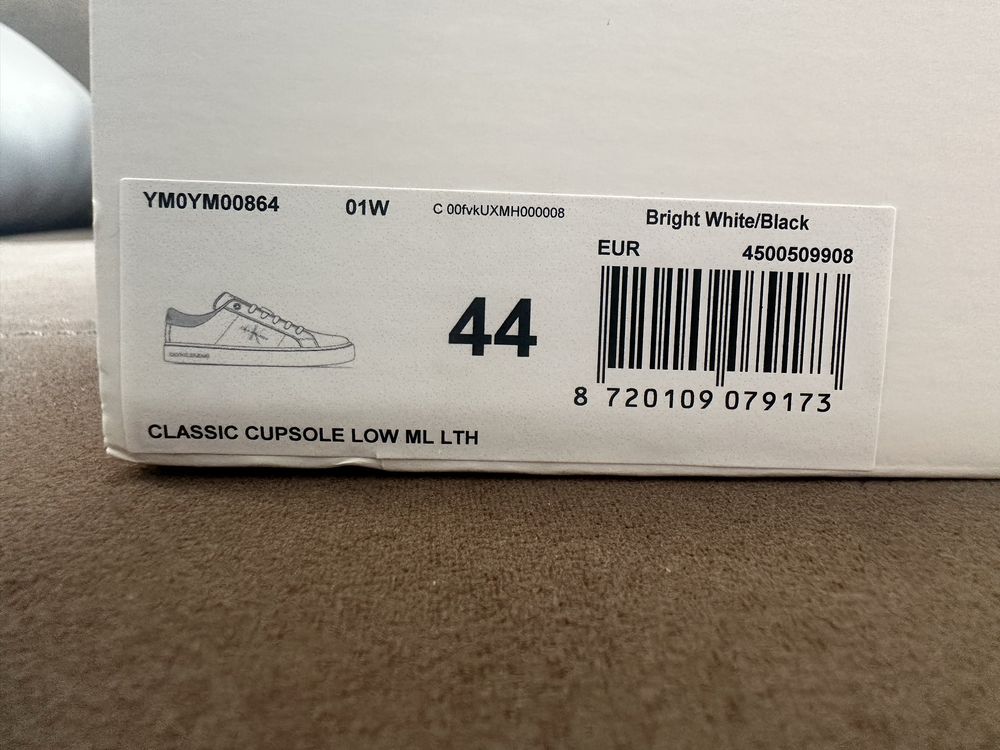 YM0YM00864 01W C 00fvkUXMH000008 Bright White/Black
EUR 4500509908
44
8 720109 079173
CLASSIC CUPSOLE LOW ML LTH